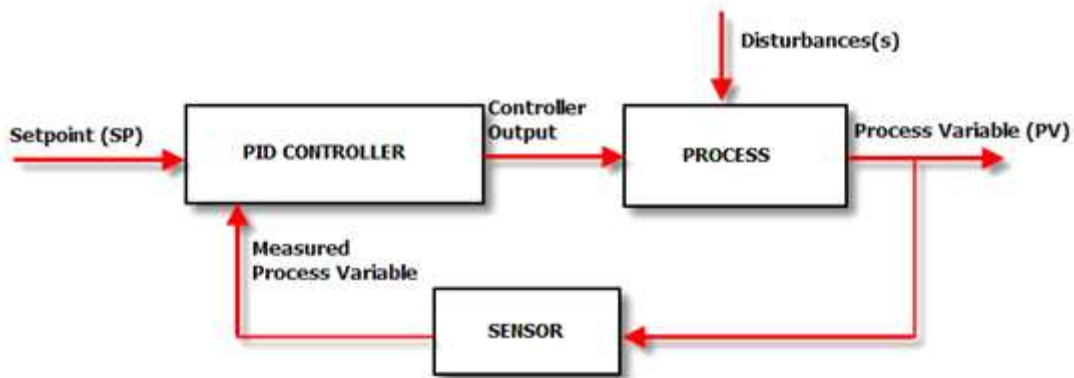 Disturbances(s)
Setpoint (SP)
PID CONTROLLER
Controller
Output
PROCESS
Process Variable (PV)
Measured
Process Variable
SENSOR